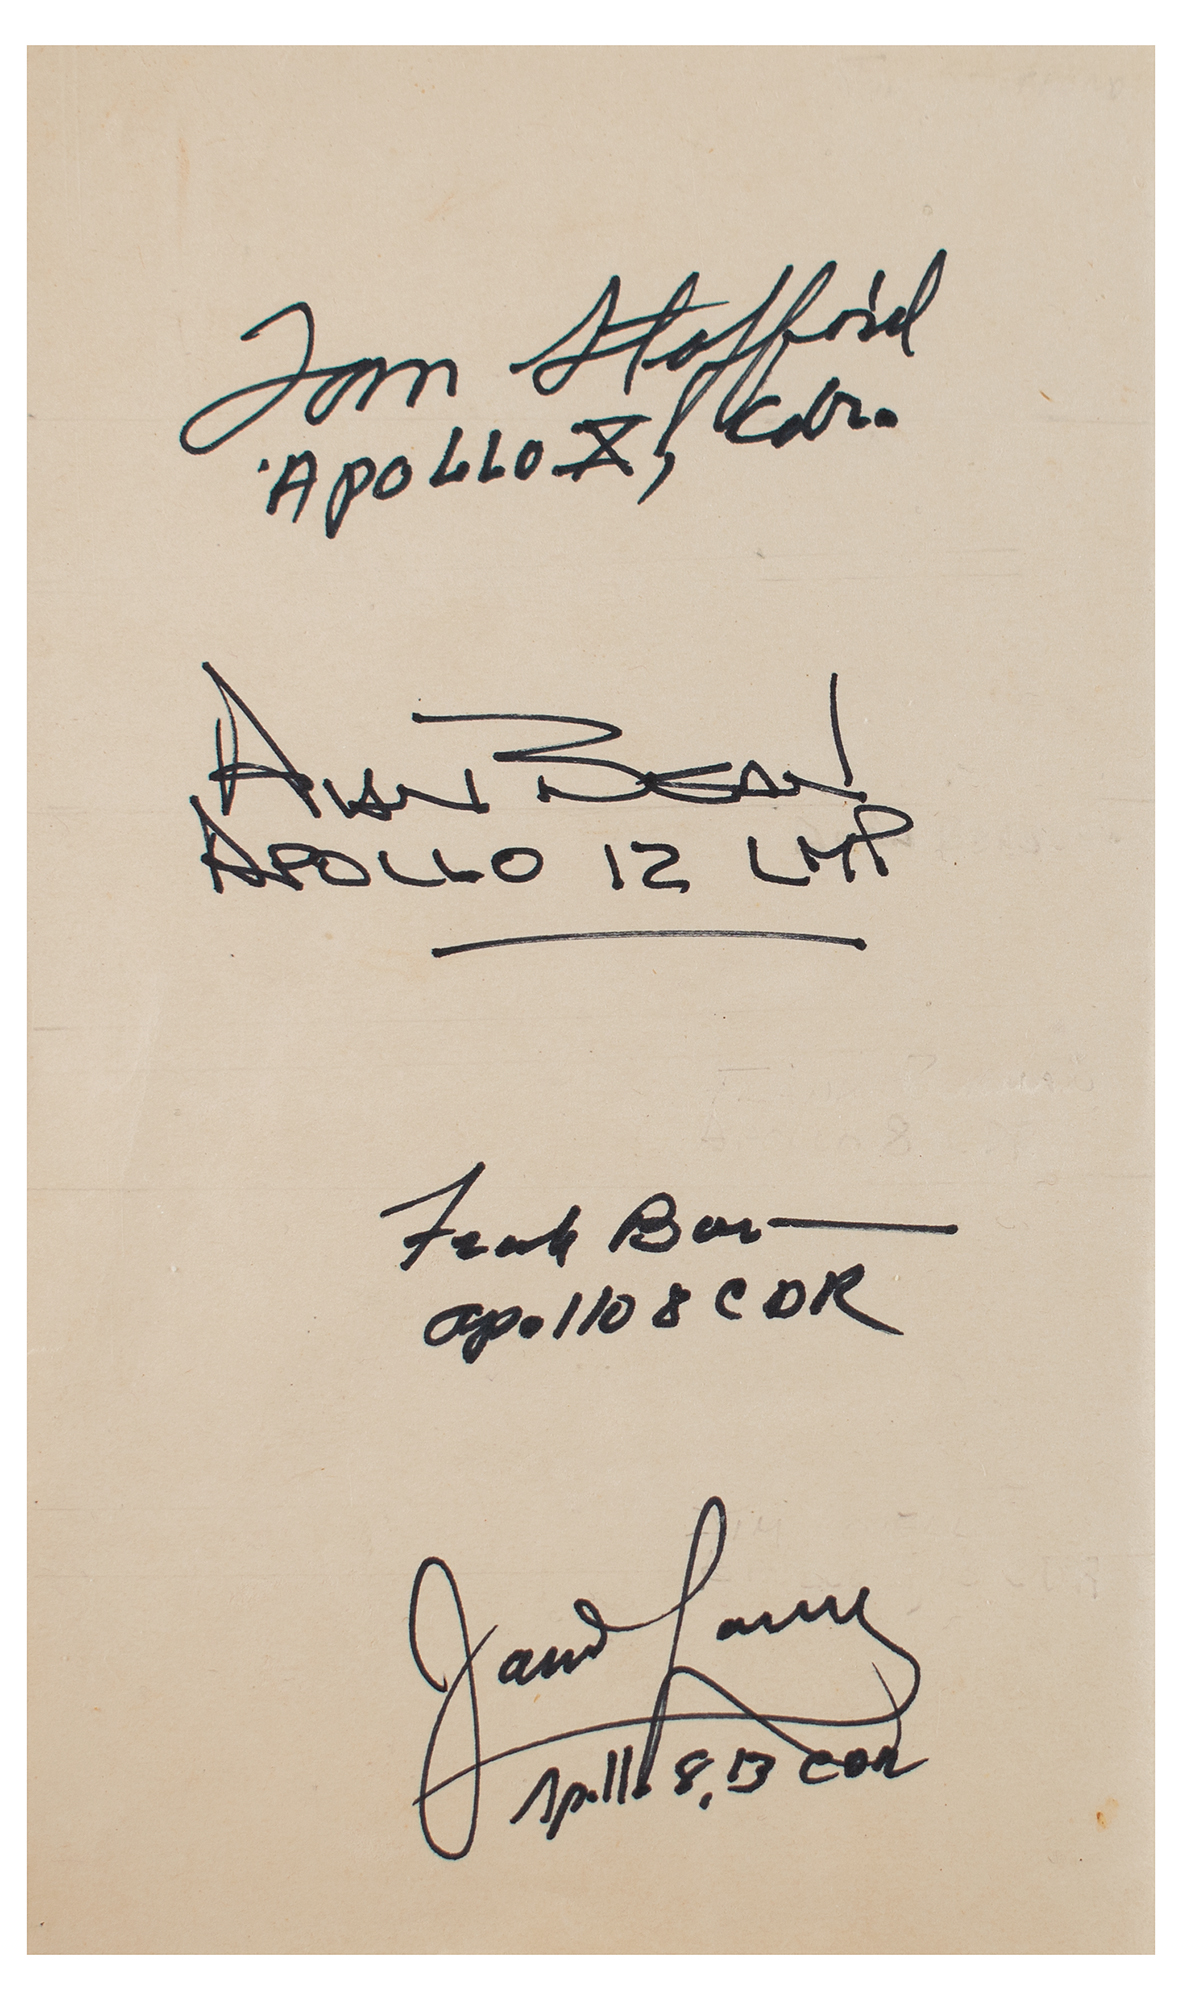 Tom Stafford
APOLLO X, Cdr.
ALAN BEAN
APOLLO 12 LMP
Frank Borman
apollo 8 CDR
James Lovell
Apollo 8, 13 CDR